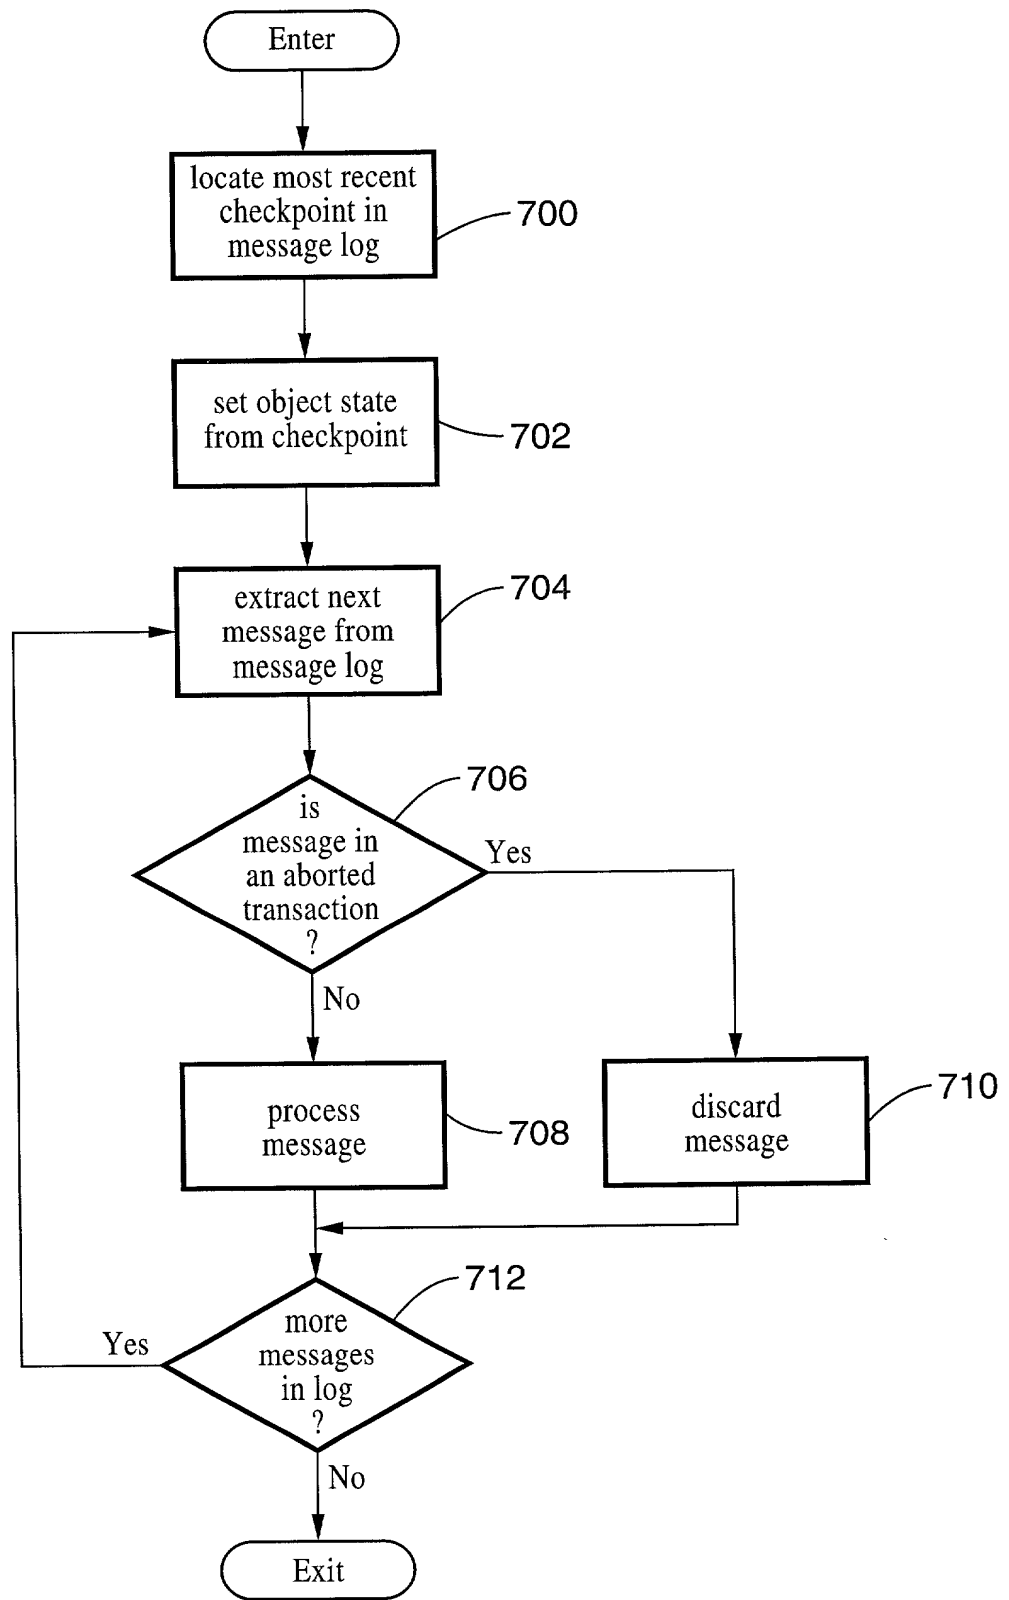 Enter
locate most recent
checkpoint in
message log
700
set object state
from checkpoint
702
extract next
message from
message log
704
706
is
message in
an aborted
transaction
?
Yes
No
process
message
708
discard
message
710
712
more
messages
in log
?
Yes
No
Exit